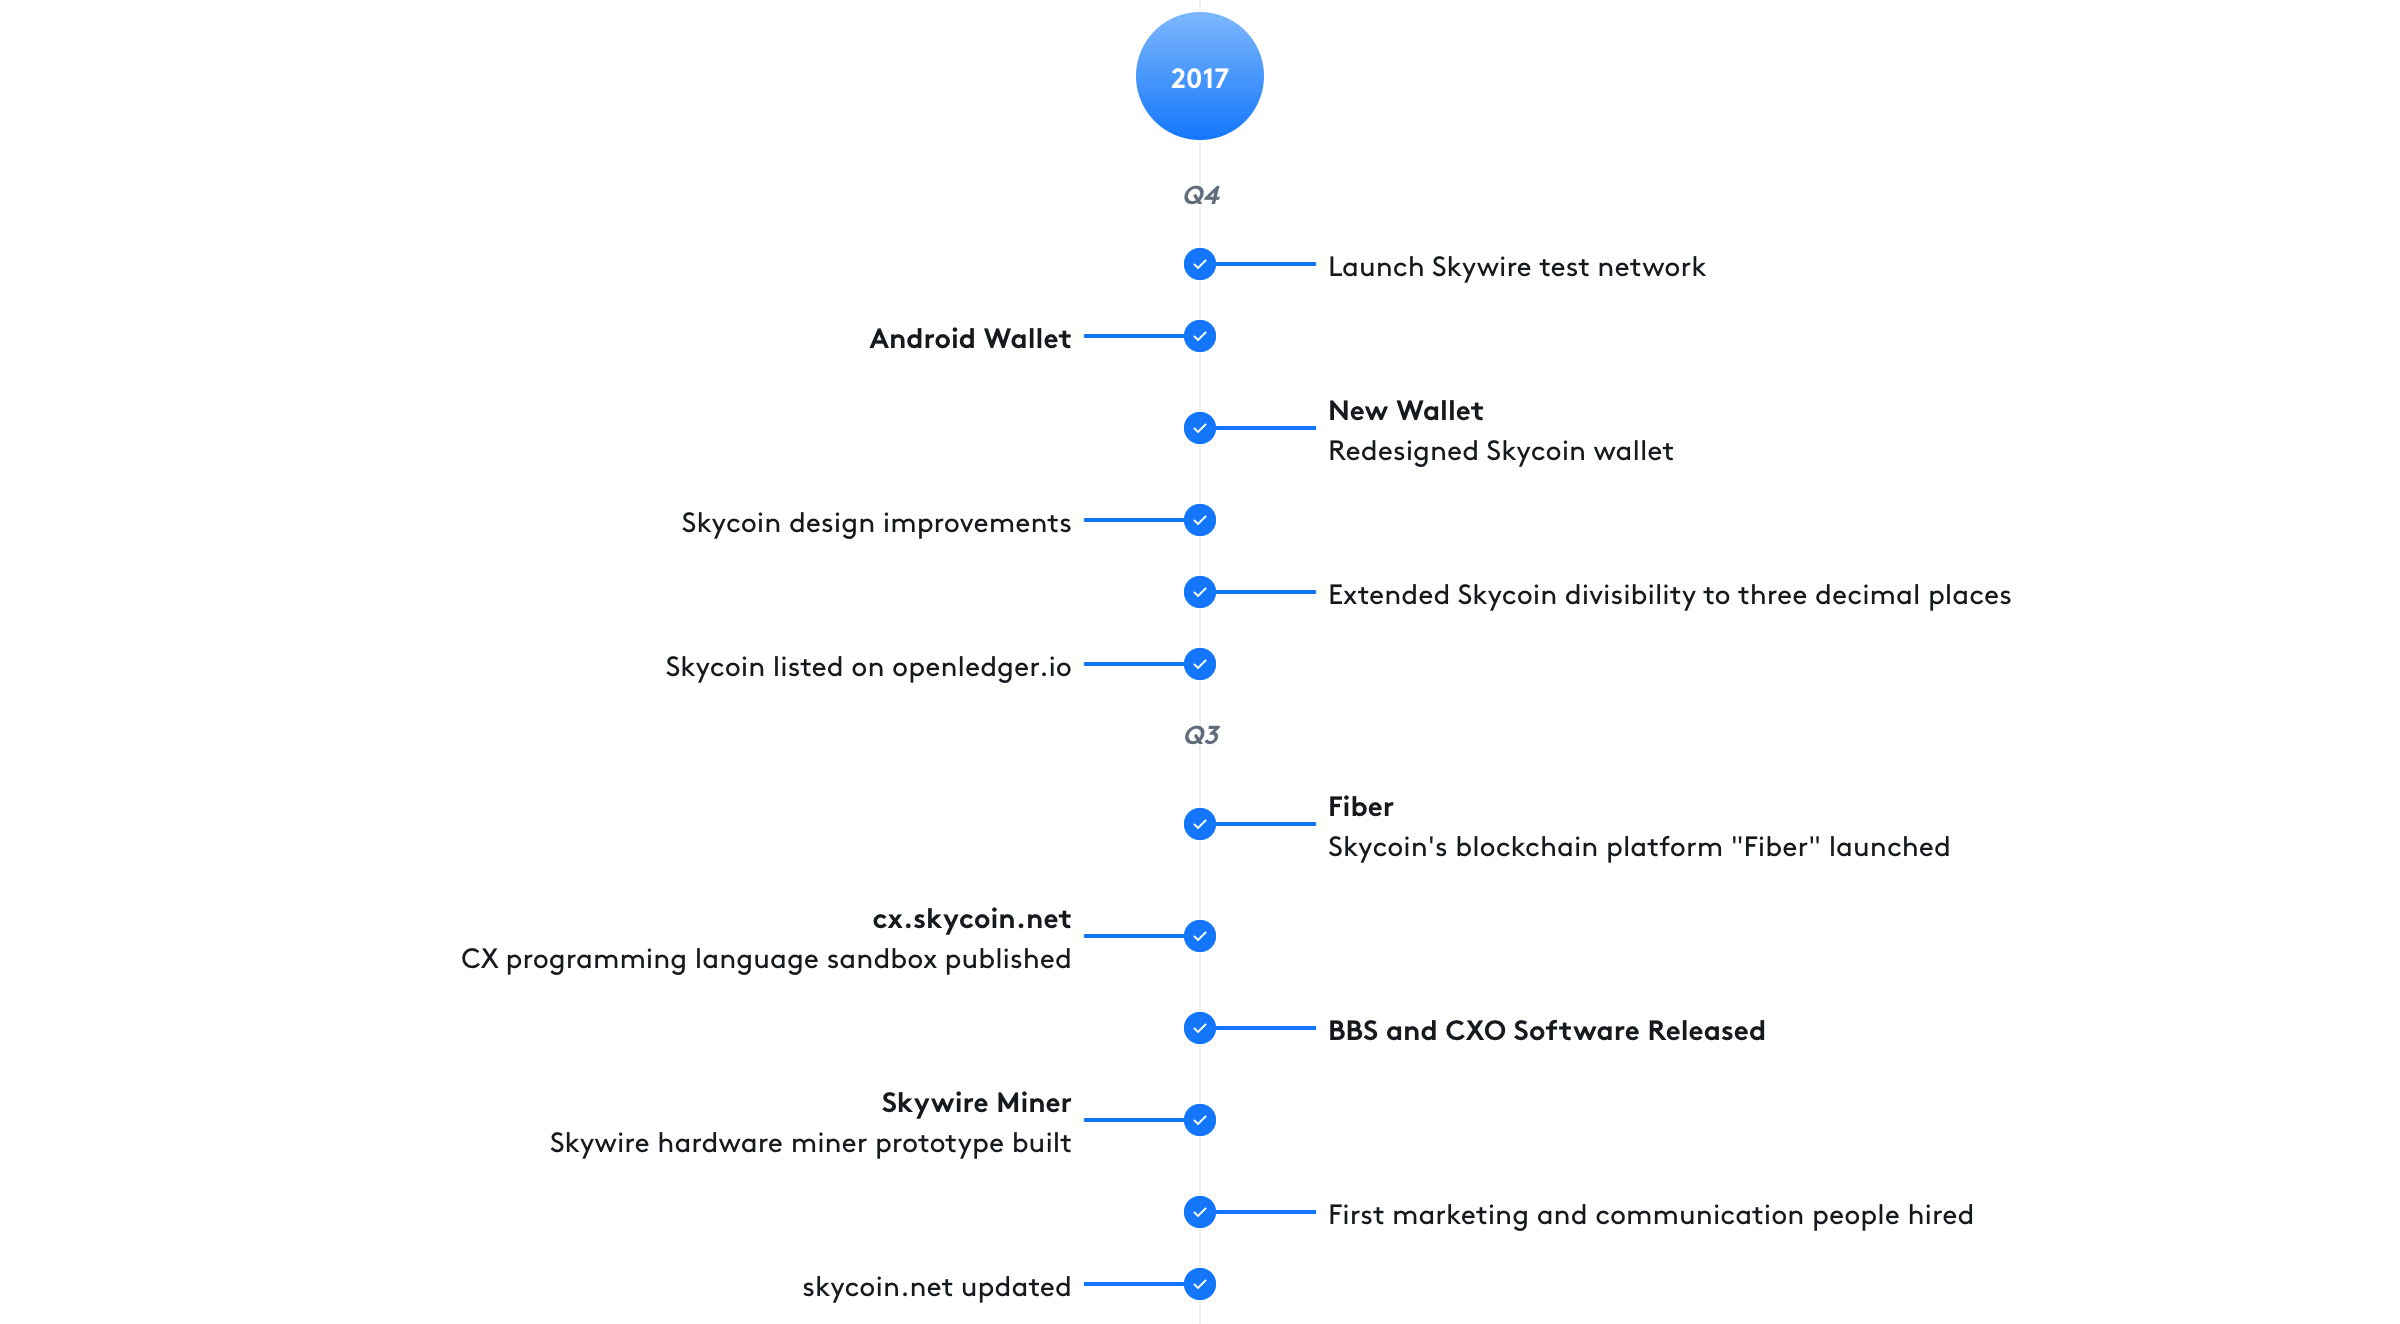 2017
Q4
Launch Skywire test network
Android Wallet
New Wallet
Redesigned Skycoin wallet
Skycoin design improvements
Extended Skycoin divisibility to three decimal places
Skycoin listed on openledger.io
Q3
Fiber
Skycoin's blockchain platform "Fiber" launched
cx.skycoin.net
CX programming language sandbox published
BBS and CXO Software Released
Skywire Miner
Skywire hardware miner prototype built
First marketing and communication people hired
skycoin.net updated